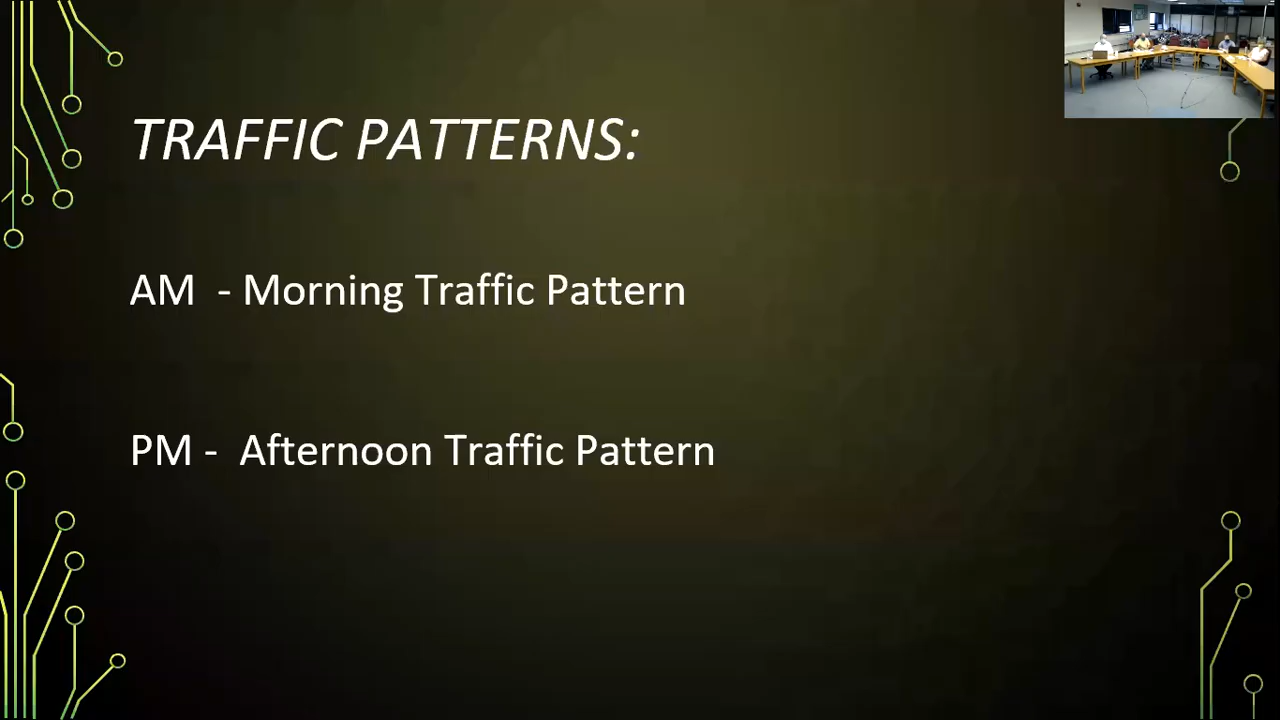 TRAFFIC PATTERNS:
AM - Morning Traffic Pattern
PM - Afternoon Traffic Pattern